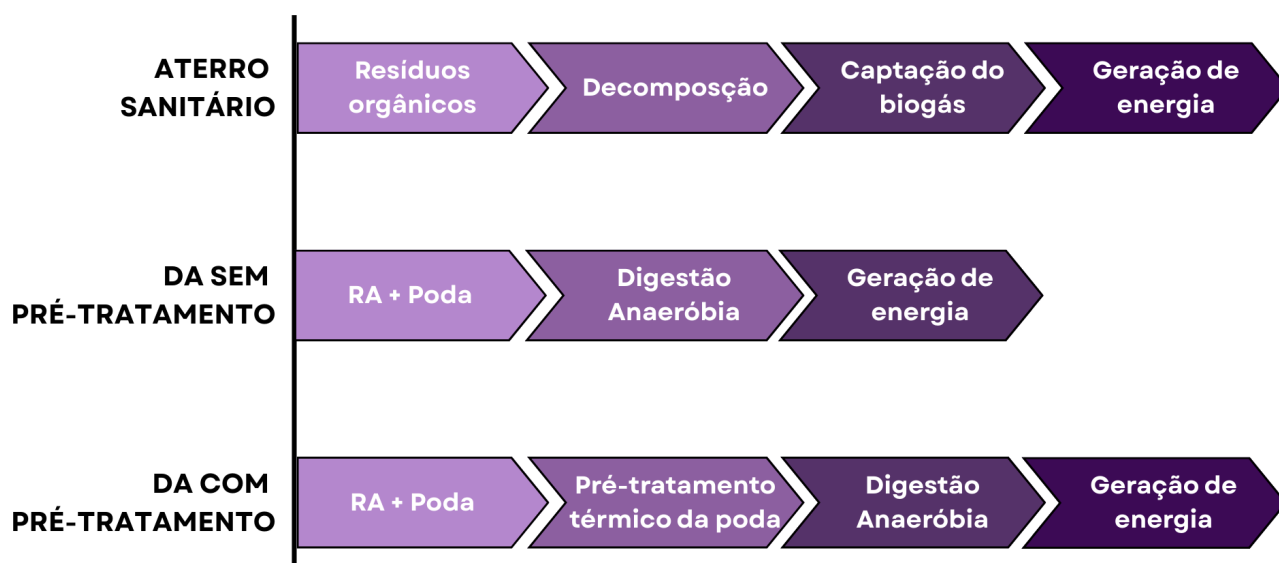 ATERRO
SANITÁRIO
Resíduos
orgânicos
Decomposção
Captação do
biogás
Geração de
energia
DA SEM
PRÉ-TRATAMENTO
RA + Poda
Digestão
Anaeróbia
Geração de
energia
DA COM
PRÉ-TRATAMENTO
RA + Poda
Pré-tratamento
térmico da poda
Digestão
Anaeróbia
Geração de
energia